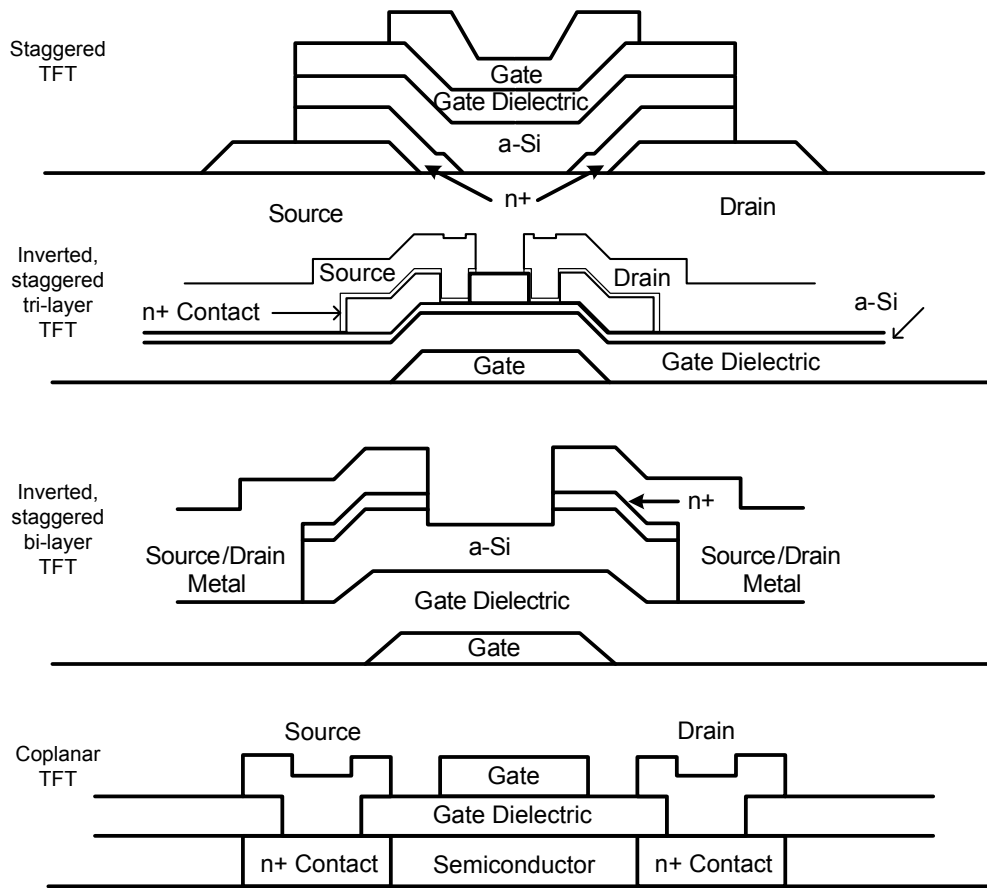 Staggered
TFT
Gate
Gate Dielectric
a-Si
n+
Source
Drain
Inverted,
staggered
tri-layer
TFT
Source
Drain
n+ Contact
a-Si
Gate
Gate Dielectric
Inverted,
staggered
bi-layer
TFT
n+
a-Si
Source/Drain
Metal
Source/Drain
Metal
Gate Dielectric
Gate
Coplanar
TFT
Source
Drain
Gate
Gate Dielectric
n+ Contact
Semiconductor
n+ Contact